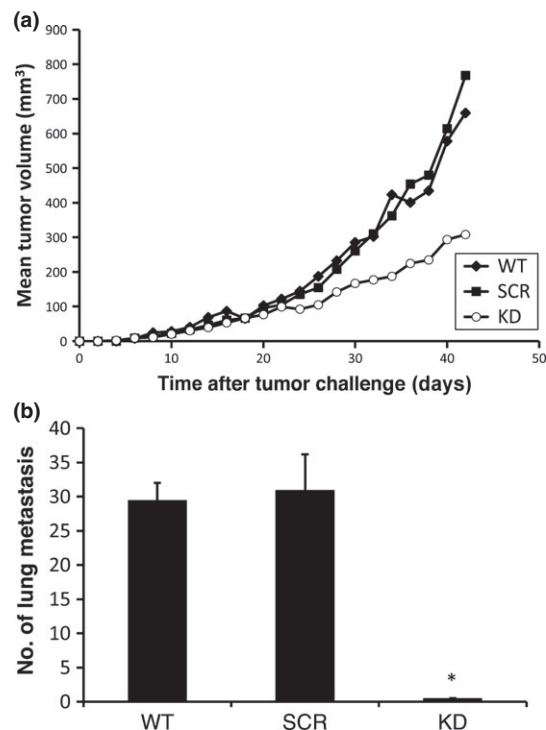 (a)
Mean tumor volume (mm³)
900
800
700
600
500
400
300
200
100
0
0 10 20 30 40 50
WT
SCR
KD
Time after tumor challenge (days)
(b)
No. of lung metastasis
40
35
30
25
20
15
10
5
0
*
WT SCR KD